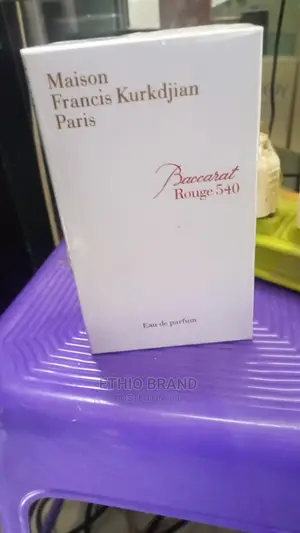 Maison
Francis Kurkdjian
Paris
Baccarat
Rouge 540
Eau de parfum
ETHIO BRAND